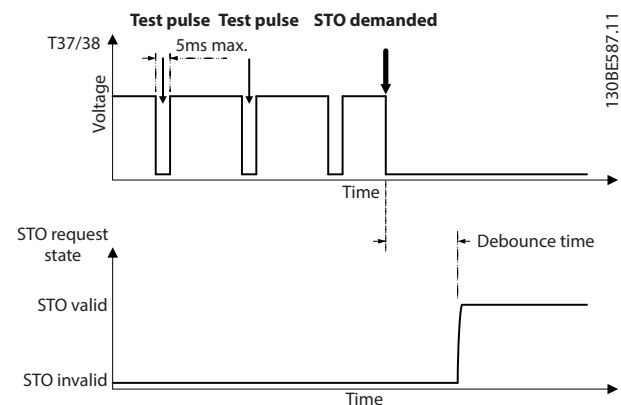 Test pulse Test pulse STO demanded
T37/38
5ms max.
130BE587.11
Voltage
Time
STO request
state
Debounce time
STO valid
STO invalid
Time